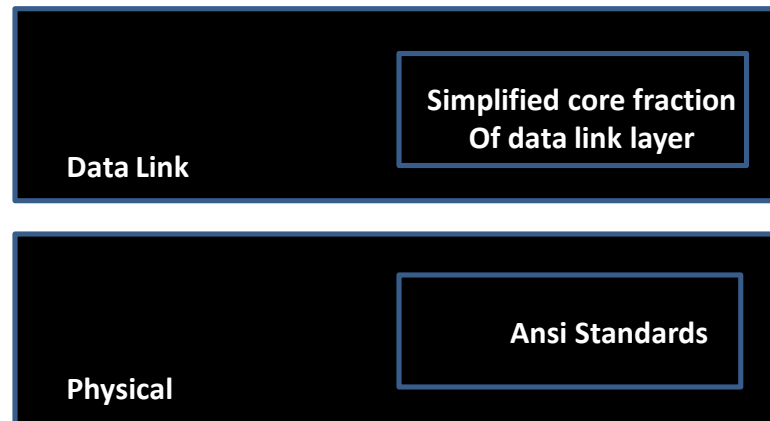 Simplified core fraction
Of data link layer
Data Link
Ansi Standards
Physical